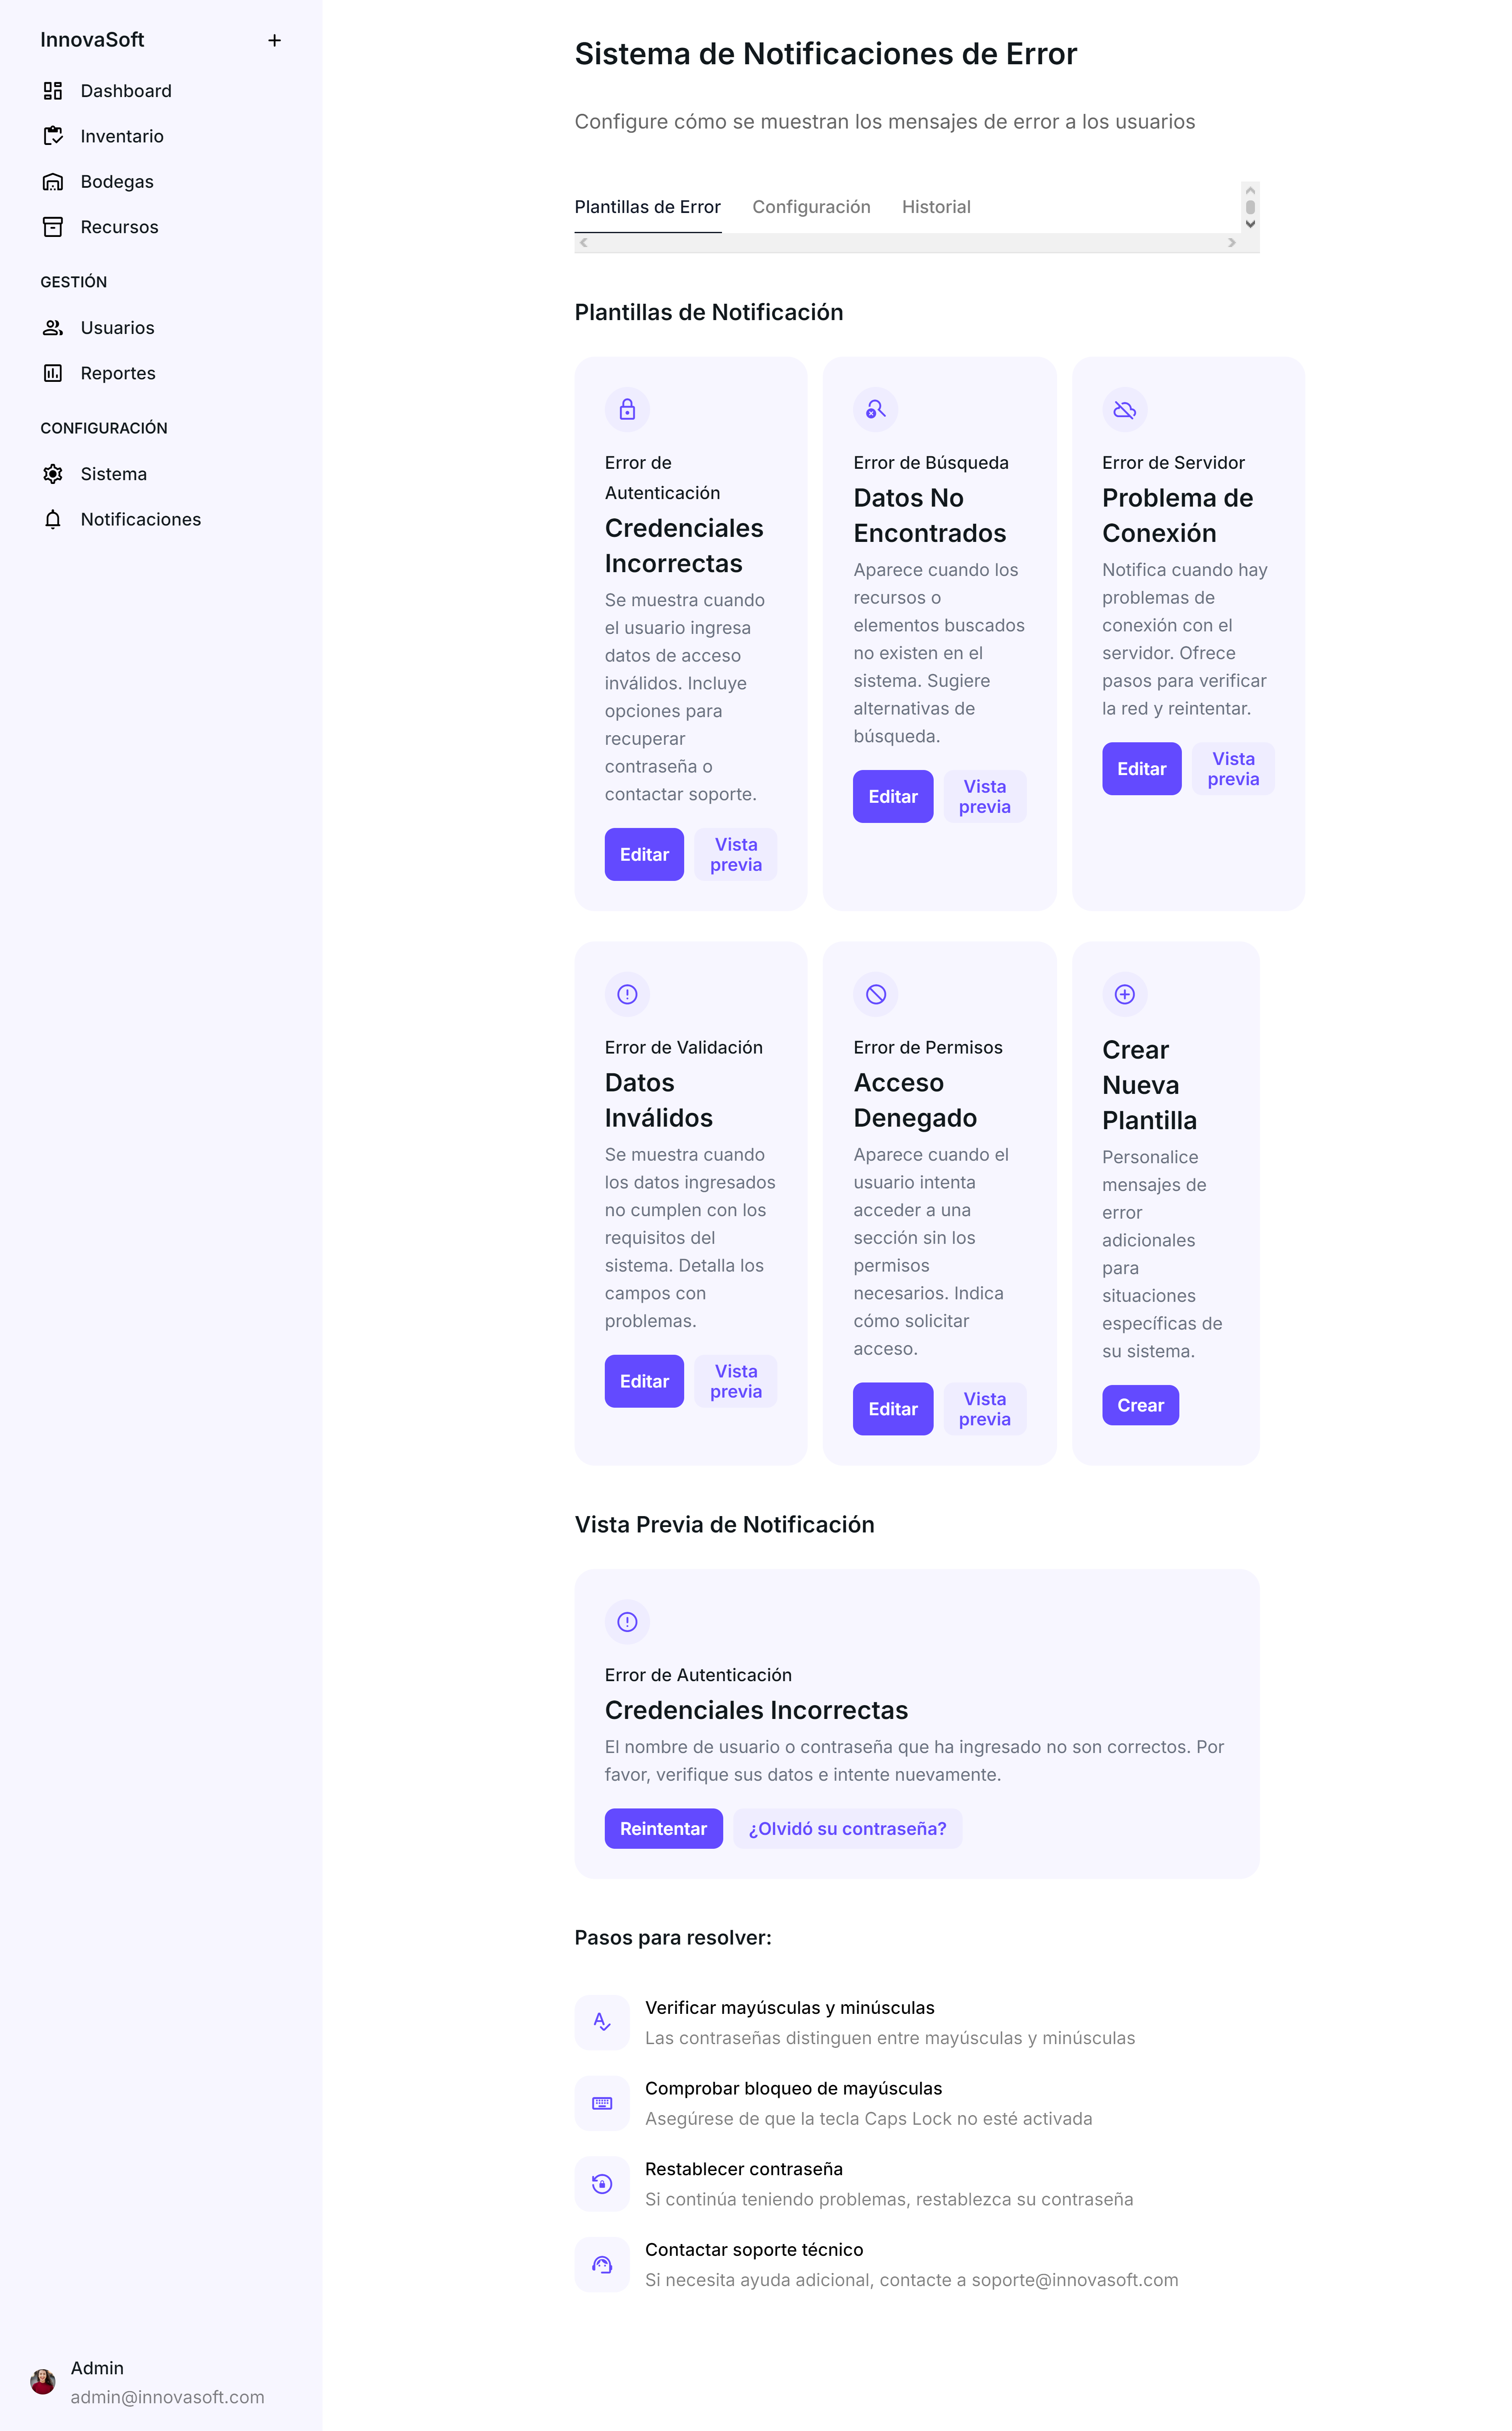 InnovaSoft
Dashboard
Inventario
Bodegas
Recursos
GESTIÓN
Usuarios
Reportes
CONFIGURACIÓN
Sistema
Notificaciones
Admin
admin@innovasoft.com
Sistema de Notificaciones de Error
Configure cómo se muestran los mensajes de error a los usuarios
Plantillas de Error
Configuración
Historial
Plantillas de Notificación
Error de
Autenticación
Credenciales
Incorrectas
Se muestra cuando
el usuario ingresa
datos de acceso
inválidos. Incluye
opciones para
recuperar
contraseña o
contactar soporte.
Editar
Vista
previa
Error de Búsqueda
Datos No
Encontrados
Aparece cuando los
recursos o
elementos buscados
no existen en el
sistema. Sugiere
alternativas de
búsqueda.
Editar
Vista
previa
Error de Servidor
Problema de
Conexión
Notifica cuando hay
problemas de
conexión con el
servidor. Ofrece
pasos para verificar
la red y reintentar.
Editar
Vista
previa
Error de Validación
Datos
Inválidos
Se muestra cuando
los datos ingresados
no cumplen con los
requisitos del
sistema. Detalla los
campos con
problemas.
Editar
Vista
previa
Error de Permisos
Acceso
Denegado
Aparece cuando el
usuario intenta
acceder a una
sección sin los
permisos
necesarios. Indica
cómo solicitar
acceso.
Editar
Vista
previa
Crear
Nueva
Plantilla
Personalice
mensajes de
error
adicionales
para
situaciones
específicas de
su sistema.
Crear
Vista Previa de Notificación
Error de Autenticación
Credenciales Incorrectas
El nombre de usuario o contraseña que ha ingresado no son correctos. Por
favor, verifique sus datos e intente nuevamente.
Reintentar
¿Olvidó su contraseña?
Pasos para resolver:
Verificar mayúsculas y minúsculas
Las contraseñas distinguen entre mayúsculas y minúsculas
Comprobar bloqueo de mayúsculas
Asegúrese de que la tecla Caps Lock no esté activada
Restablecer contraseña
Si continúa teniendo problemas, restablezca su contraseña
Contactar soporte técnico
Si necesita ayuda adicional, contacte a soporte@innovasoft.com